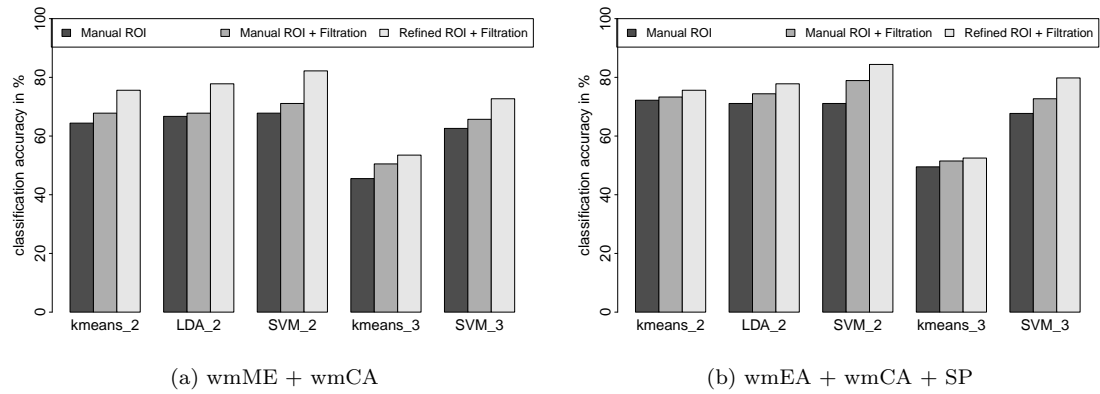 classification accuracy in %
0 20 40 60 80 100
Manual ROI Manual ROI + Filtration Refined ROI + Filtration
kmeans_2 LDA_2 SVM_2 kmeans_3 SVM_3
(a) wmME + wmCA
classification accuracy in %
0 20 40 60 80 100
Manual ROI Manual ROI + Filtration Refined ROI + Filtration
kmeans_2 LDA_2 SVM_2 kmeans_3 SVM_3
(b) wmEA + wmCA + SP